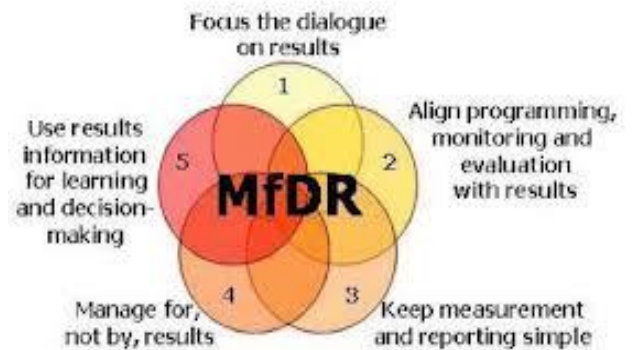 Focus the dialogue
on results
1
Align programming,
monitoring and
evaluation
with results
2
Keep measurement
and reporting simple
3
Manage for,
not by, results
4
Use results
information
for learning
and decision-
making
5
MfDR